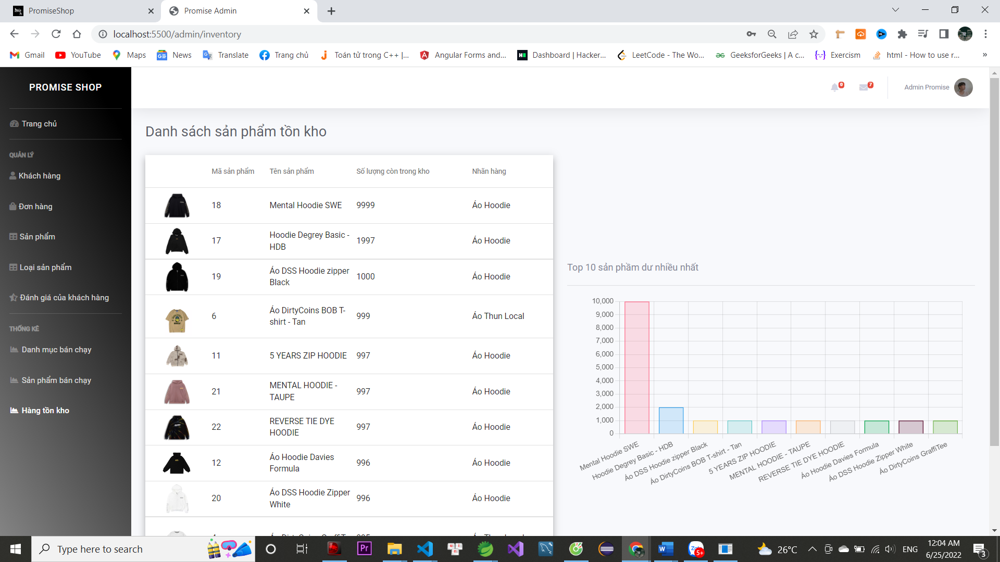 PromiseShop
Promise Admin
localhost:5500/admin/inventory
Gmail
YouTube
Maps
News
Translate
Trang chủ
Toán tử trong C++ |...
Angular Forms and...
Dashboard | Hacker...
LeetCode - The Wo...
GeeksforGeeks | A c...
Exercism
html - How to use r...
»
PROMISE SHOP
Trang chủ
QUẢN LÝ
Khách hàng
Đơn hàng
Sản phẩm
Loại sản phẩm
Đánh giá của khách hàng
THỐNG KÊ
Danh mục bán chạy
Sản phẩm bán chạy
Hàng tồn kho
0
7
Admin Promise
Danh sách sản phẩm tồn kho
Mã sản phẩm Tên sản phẩm Số lượng còn trong kho Nhãn hàng
18 Mental Hoodie SWE 9999 Áo Hoodie
17 Hoodie Degrey Basic - HDB 1997 Áo Hoodie
19 Áo DSS Hoodie zipper Black 1000 Áo Hoodie
6 Áo DirtyCoins BOB T-shirt - Tan 999 Áo Thun Local
11 5 YEARS ZIP HOODIE 997 Áo Hoodie
21 MENTAL HOODIE - TAUPE 997 Áo Hoodie
22 REVERSE TIE DYE HOODIE 997 Áo Hoodie
12 Áo Hoodie Davies Formula 996 Áo Hoodie
20 Áo DSS Hoodie Zipper White 996 Áo Hoodie
Top 10 sản phầm dư nhiều nhất
10,000
9,000
8,000
7,000
6,000
5,000
4,000
3,000
2,000
1,000
0
Mental Hoodie SWE
Hoodie Degrey Basic - HDB
Áo DSS Hoodie zipper Black
Áo DirtyCoins BOB T-shirt - Tan
5 YEARS ZIP HOODIE
MENTAL HOODIE - TAUPE
REVERSE TIE DYE HOODIE
Áo Hoodie Davies Formula
Áo DSS Hoodie Zipper White
Áo DirtyCoins GraffiTee
Type here to search
Pr
5+
26°C
ENG
12:04 AM
6/25/2022
3